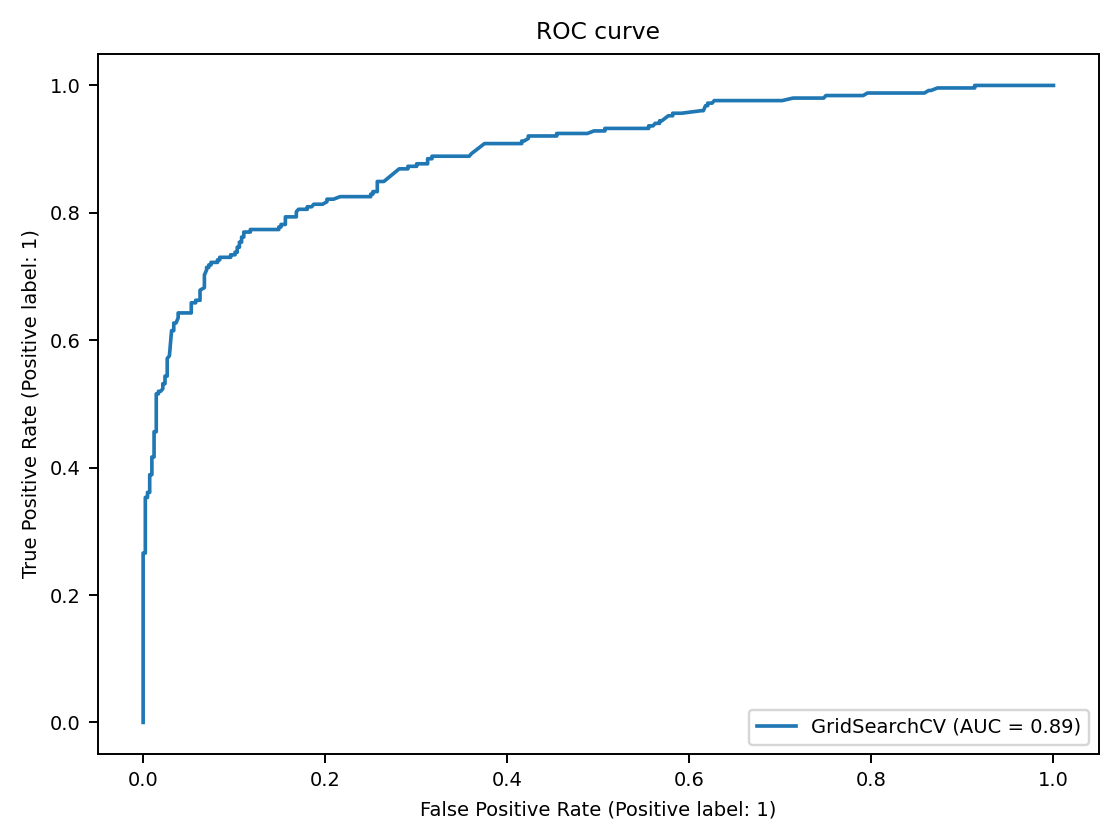 ROC curve
True Positive Rate (Positive label: 1)
1.0
0.8
0.6
0.4
0.2
0.0
GridSearchCV (AUC = 0.89)
0.0 0.2 0.4 0.6 0.8 1.0
False Positive Rate (Positive label: 1)